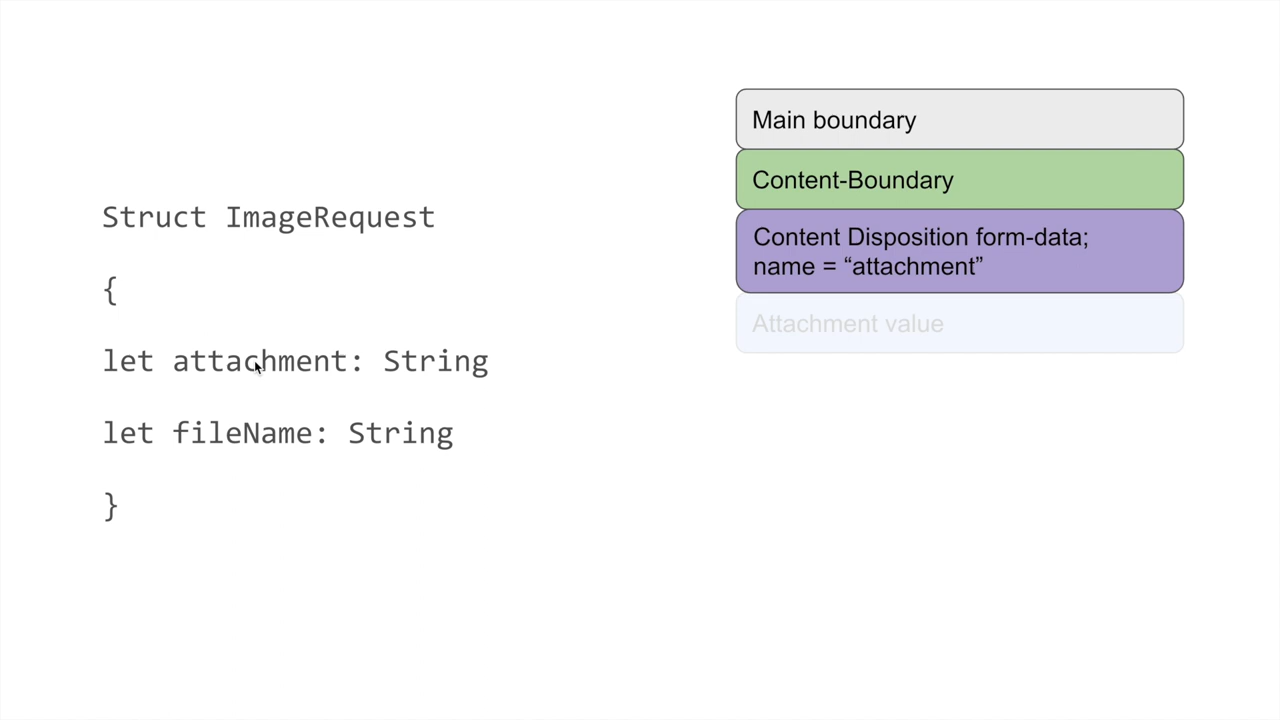 Struct ImageRequest
{
let attachment: String
let fileName: String
}
Main boundary
Content-Boundary
Content Disposition form-data;
name = “attachment”
Attachment value